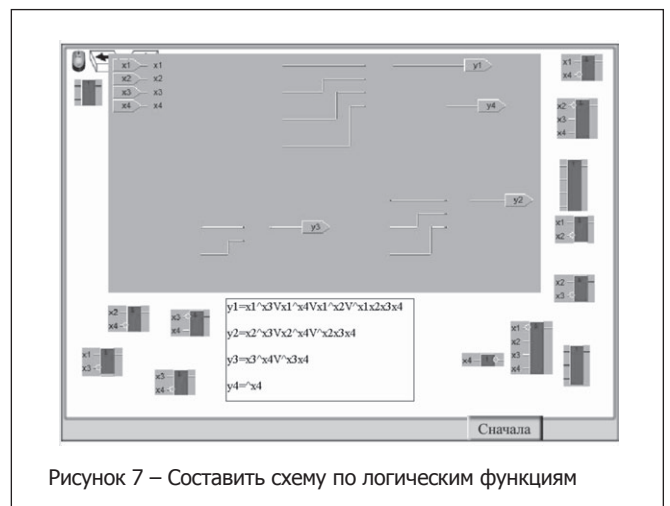 x1 x1 y1 x1
x2 x2 x4
x3 x3
x4 x4 y4 x2
x3
x4
y2
x1
x2
y3
x2
x3
x2 x3
x4 x4
x1 x3
x3 x4
y1=x1^x3Vx1^x4Vx1^x2V^x1x2x3x4
y2=x2^x3Vx2^x4V^x2x3x4
y3=x3^x4V^x3x4
y4=^x4
x4 x1
x2
x3
x4
Сначала
Рисунок 7 – Составить схему по логическим функциям